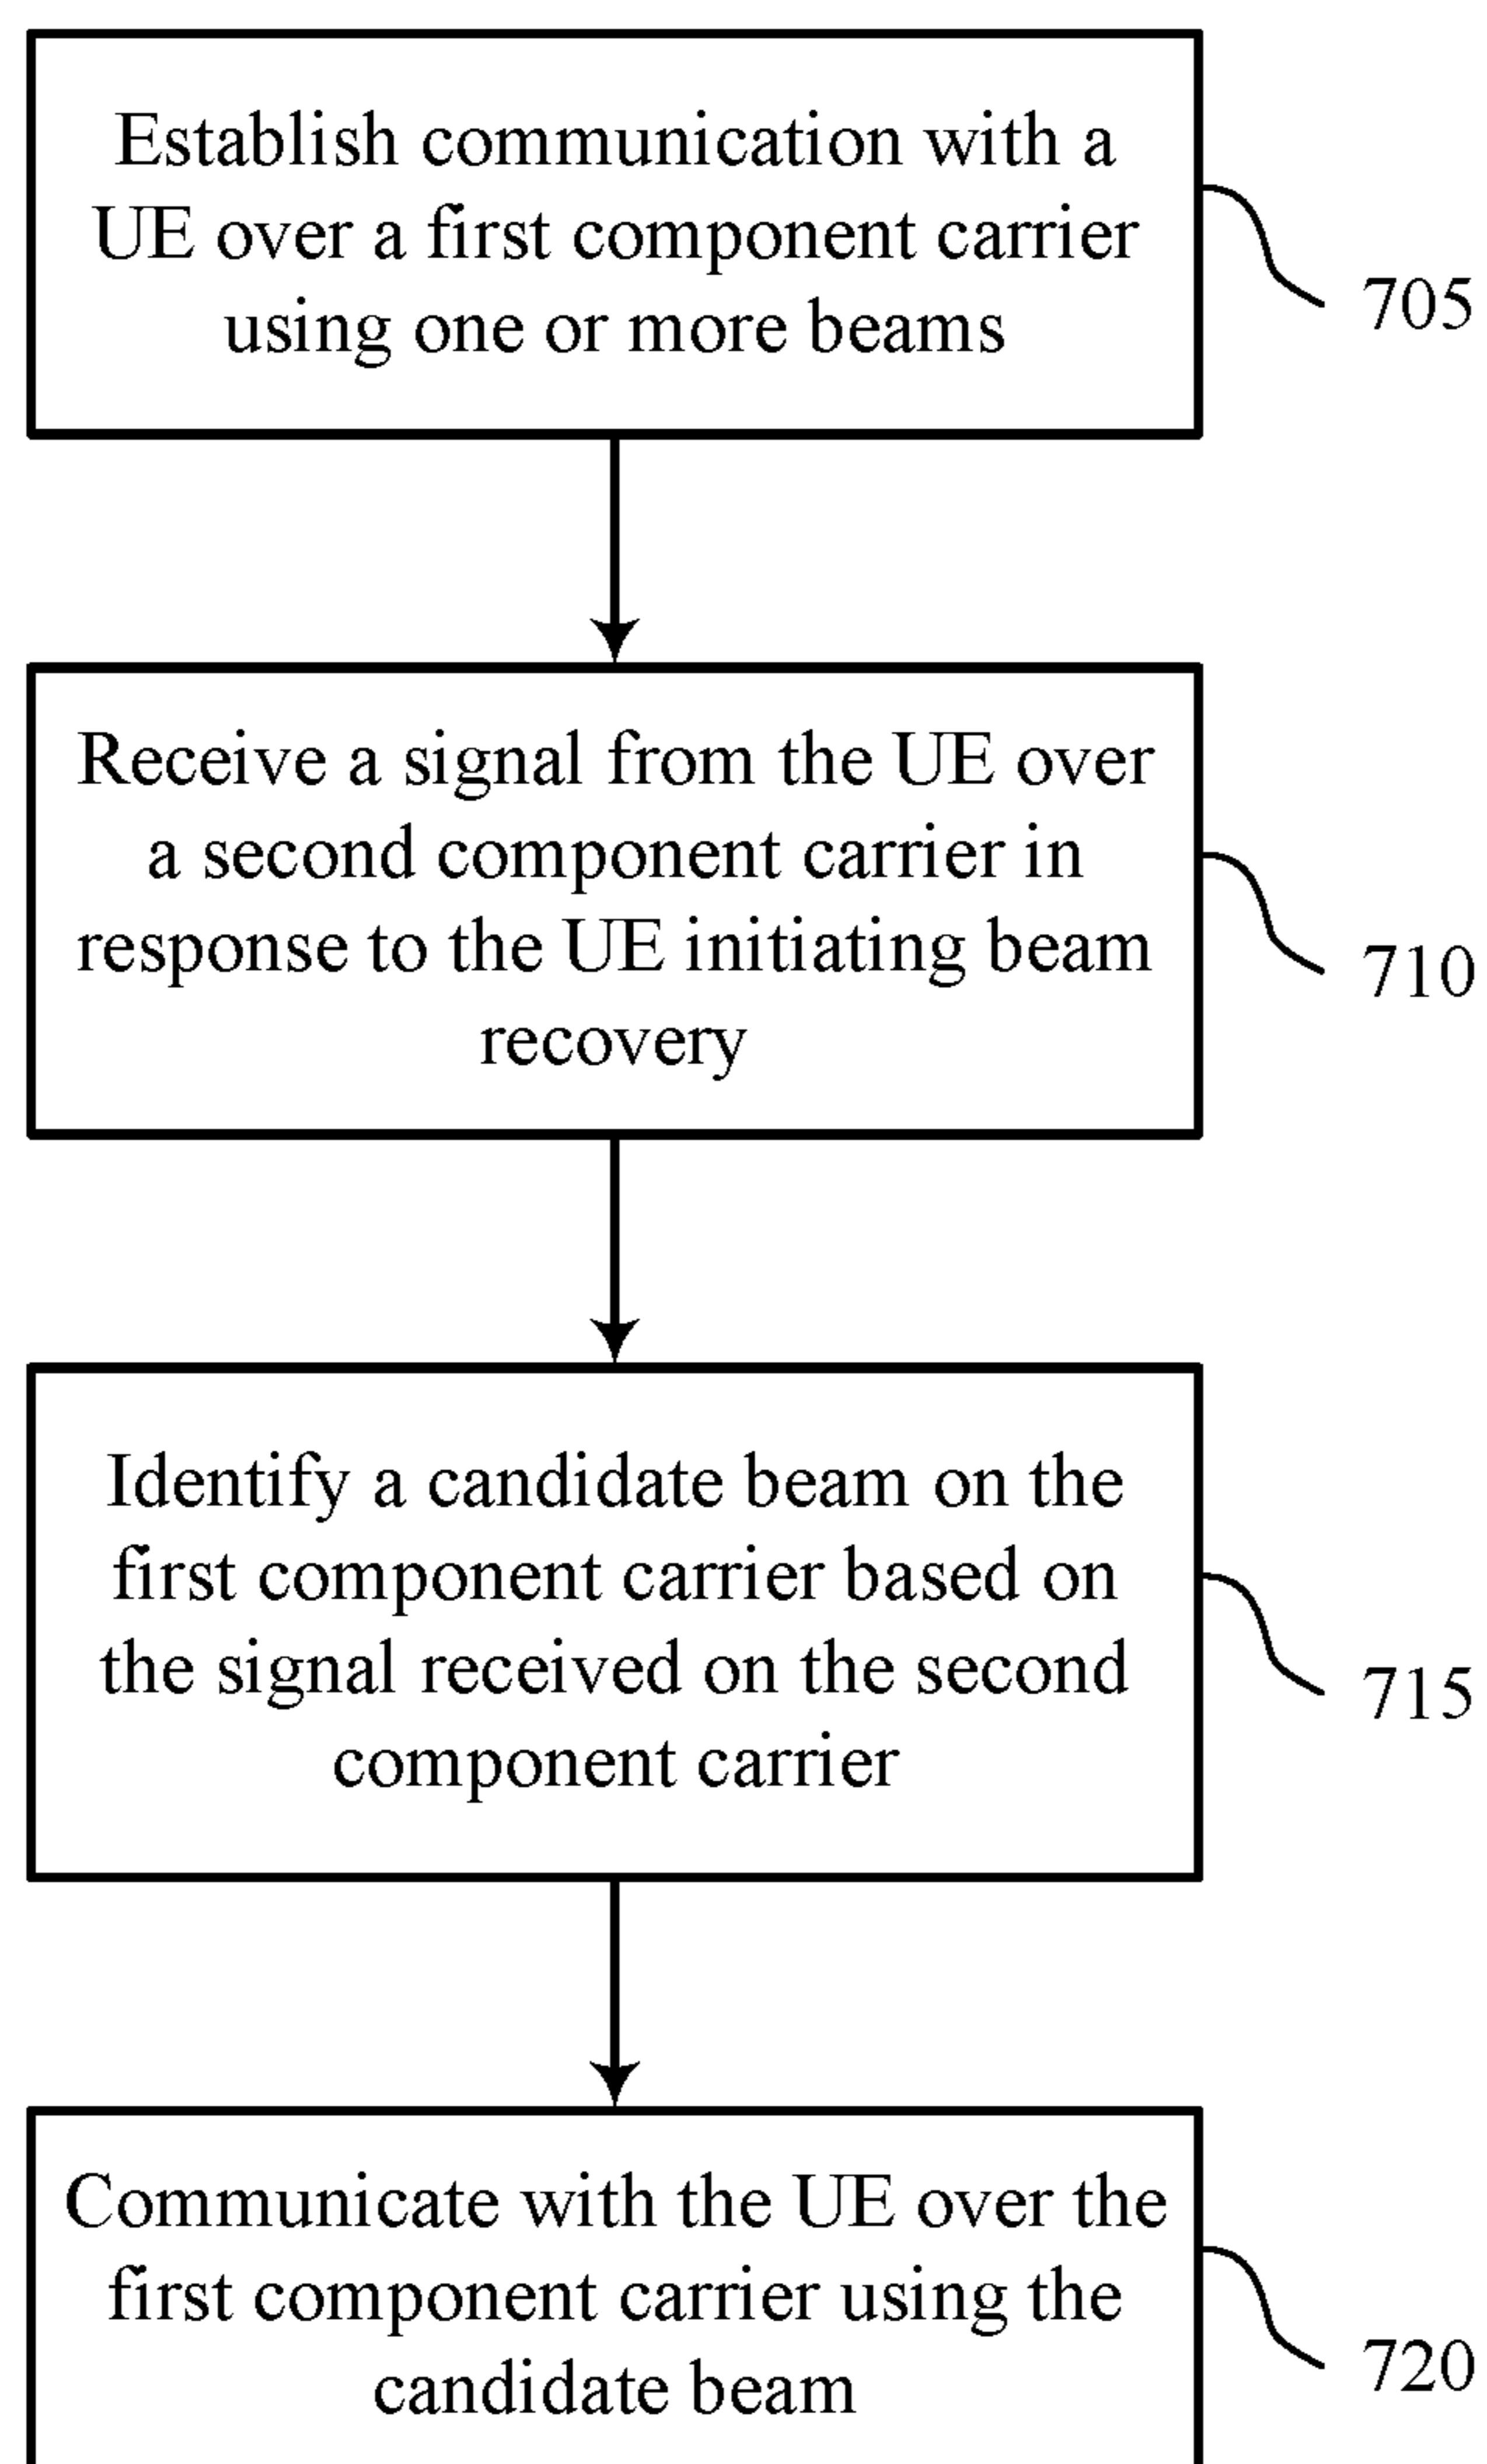 Establish communication with a
UE over a first component carrier
using one or more beams
705
Receive a signal from the UE over
a second component carrier in
response to the UE initiating beam
recovery
710
Identify a candidate beam on the
first component carrier based on
the signal received on the second
component carrier
715
Communicate with the UE over the
first component carrier using the
candidate beam
720